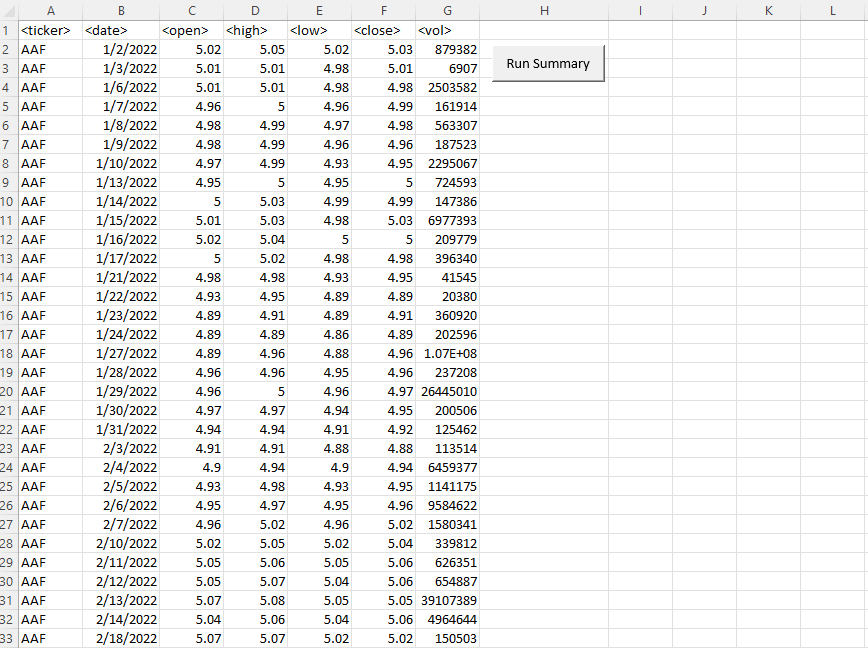 A B C D E F G H I J K L
1 <ticker> <date> <open> <high> <low> <close> <vol>
2 AAF 1/2/2022 5.02 5.05 5.02 5.03 879382
Run Summary
3 AAF 1/3/2022 5.01 5.01 4.98 5.01 6907
4 AAF 1/6/2022 5.01 5.01 4.98 4.98 2503582
5 AAF 1/7/2022 4.96 5 4.96 4.99 161914
6 AAF 1/8/2022 4.98 4.99 4.97 4.98 563307
7 AAF 1/9/2022 4.98 4.99 4.96 4.96 187523
8 AAF 1/10/2022 4.97 4.99 4.93 4.95 2295067
9 AAF 1/13/2022 4.95 5 4.95 5 724593
10 AAF 1/14/2022 5 5.03 4.99 4.99 147386
11 AAF 1/15/2022 5.01 5.03 4.98 5.03 6977393
12 AAF 1/16/2022 5.02 5.04 5 5 209779
13 AAF 1/17/2022 5 5.02 4.98 4.98 396340
14 AAF 1/21/2022 4.98 4.98 4.93 4.95 41545
15 AAF 1/22/2022 4.93 4.95 4.89 4.89 20380
16 AAF 1/23/2022 4.89 4.91 4.89 4.91 360920
17 AAF 1/24/2022 4.89 4.89 4.86 4.89 202596
18 AAF 1/27/2022 4.89 4.96 4.88 4.96 1.07E+08
19 AAF 1/28/2022 4.96 4.96 4.95 4.96 237208
20 AAF 1/29/2022 4.96 5 4.96 4.97 26445010
21 AAF 1/30/2022 4.97 4.97 4.94 4.95 200506
22 AAF 1/31/2022 4.94 4.94 4.91 4.92 125462
23 AAF 2/3/2022 4.91 4.91 4.88 4.88 113514
24 AAF 2/4/2022 4.9 4.94 4.9 4.94 6459377
25 AAF 2/5/2022 4.93 4.98 4.93 4.95 1141175
26 AAF 2/6/2022 4.95 4.97 4.95 4.96 9584622
27 AAF 2/7/2022 4.96 5.02 4.96 5.02 1580341
28 AAF 2/10/2022 5.02 5.05 5.02 5.04 339812
29 AAF 2/11/2022 5.05 5.06 5.05 5.06 626351
30 AAF 2/12/2022 5.05 5.07 5.04 5.06 654887
31 AAF 2/13/2022 5.07 5.08 5.05 5.05 39107389
32 AAF 2/14/2022 5.04 5.06 5.04 5.06 4964644
33 AAF 2/18/2022 5.07 5.07 5.02 5.02 150503